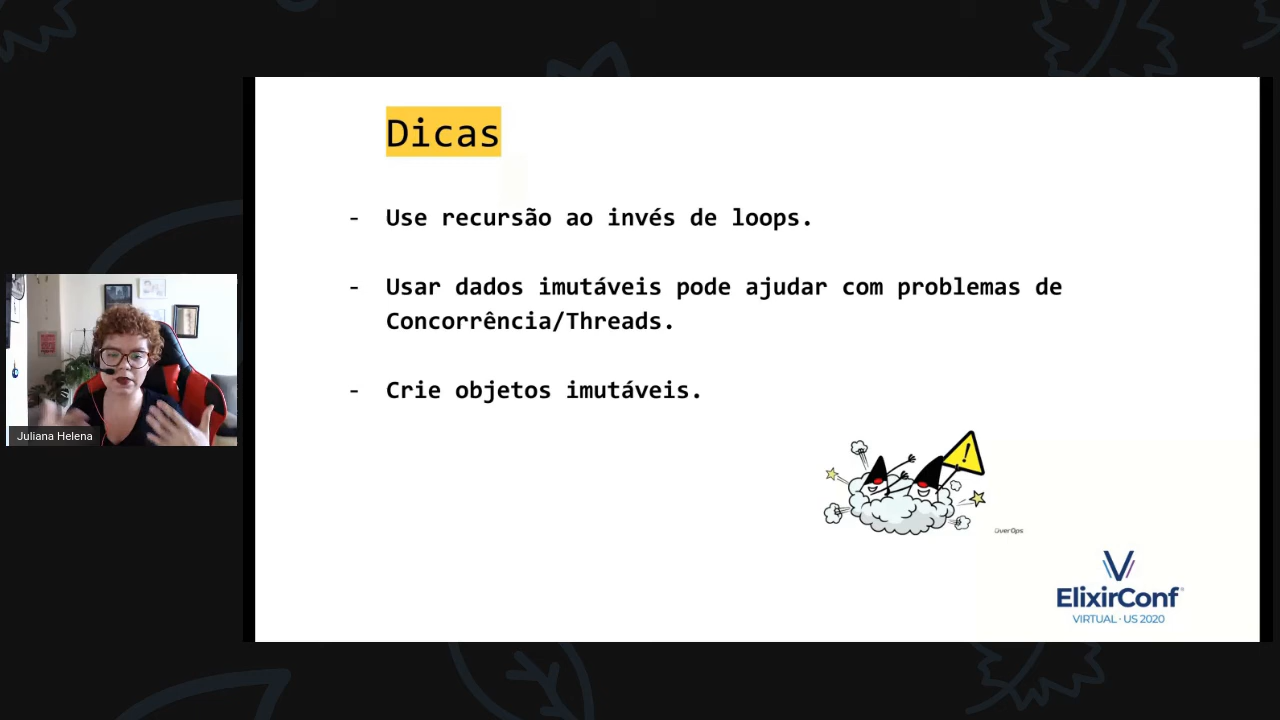 Dicas
- Use recursão ao invés de loops.
- Usar dados imutáveis pode ajudar com problemas de
Concorrência/Threads.
- Crie objetos imutáveis.
!
OverOps
ElixirConf
VIRTUAL · US 2020
Juliana Helena